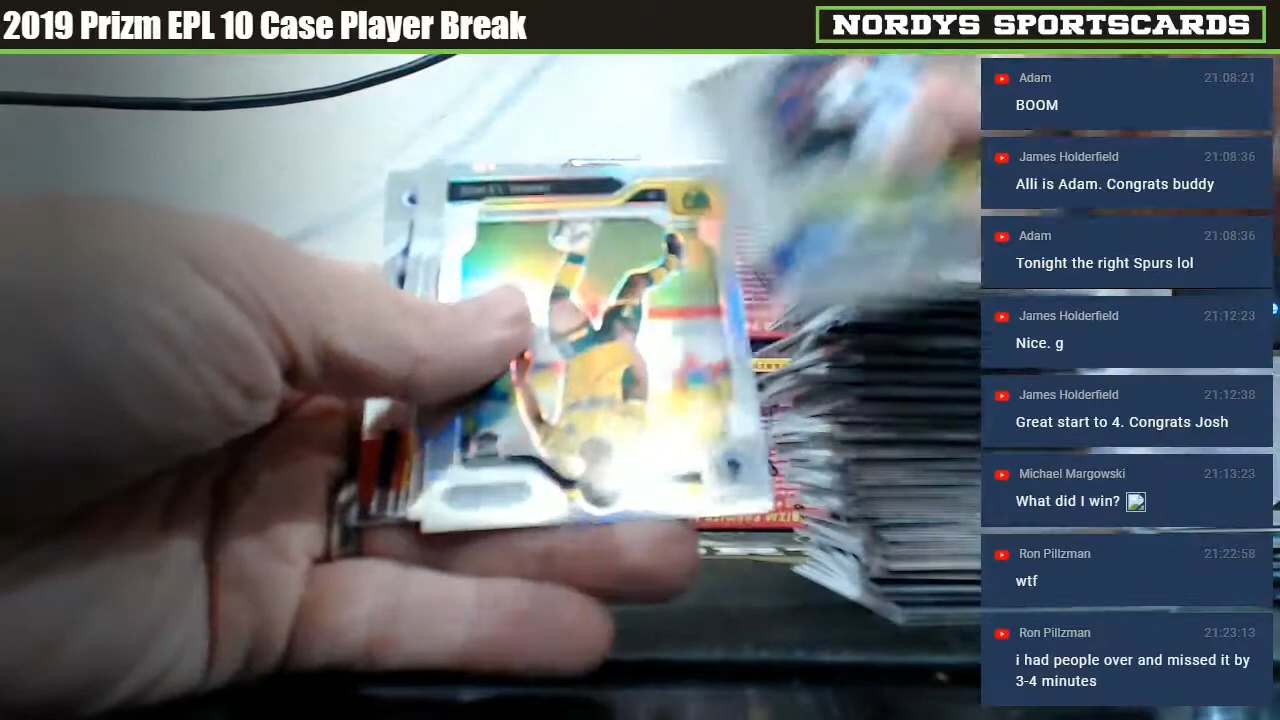 2019 Prizm EPL 10 Case Player Break
NORDYS SPORTSCARDS
Adam 21:08:21
BOOM
James Holderfield 21:08:36
Alli is Adam. Congrats buddy
Adam 21:08:36
Tonight the right Spurs lol
James Holderfield 21:12:23
Nice. g
James Holderfield 21:12:38
Great start to 4. Congrats Josh
Michael Margowski 21:13:23
What did I win?
Ron Pillzman 21:22:58
wtf
Ron Pillzman 21:23:13
i had people over and missed it by
3-4 minutes